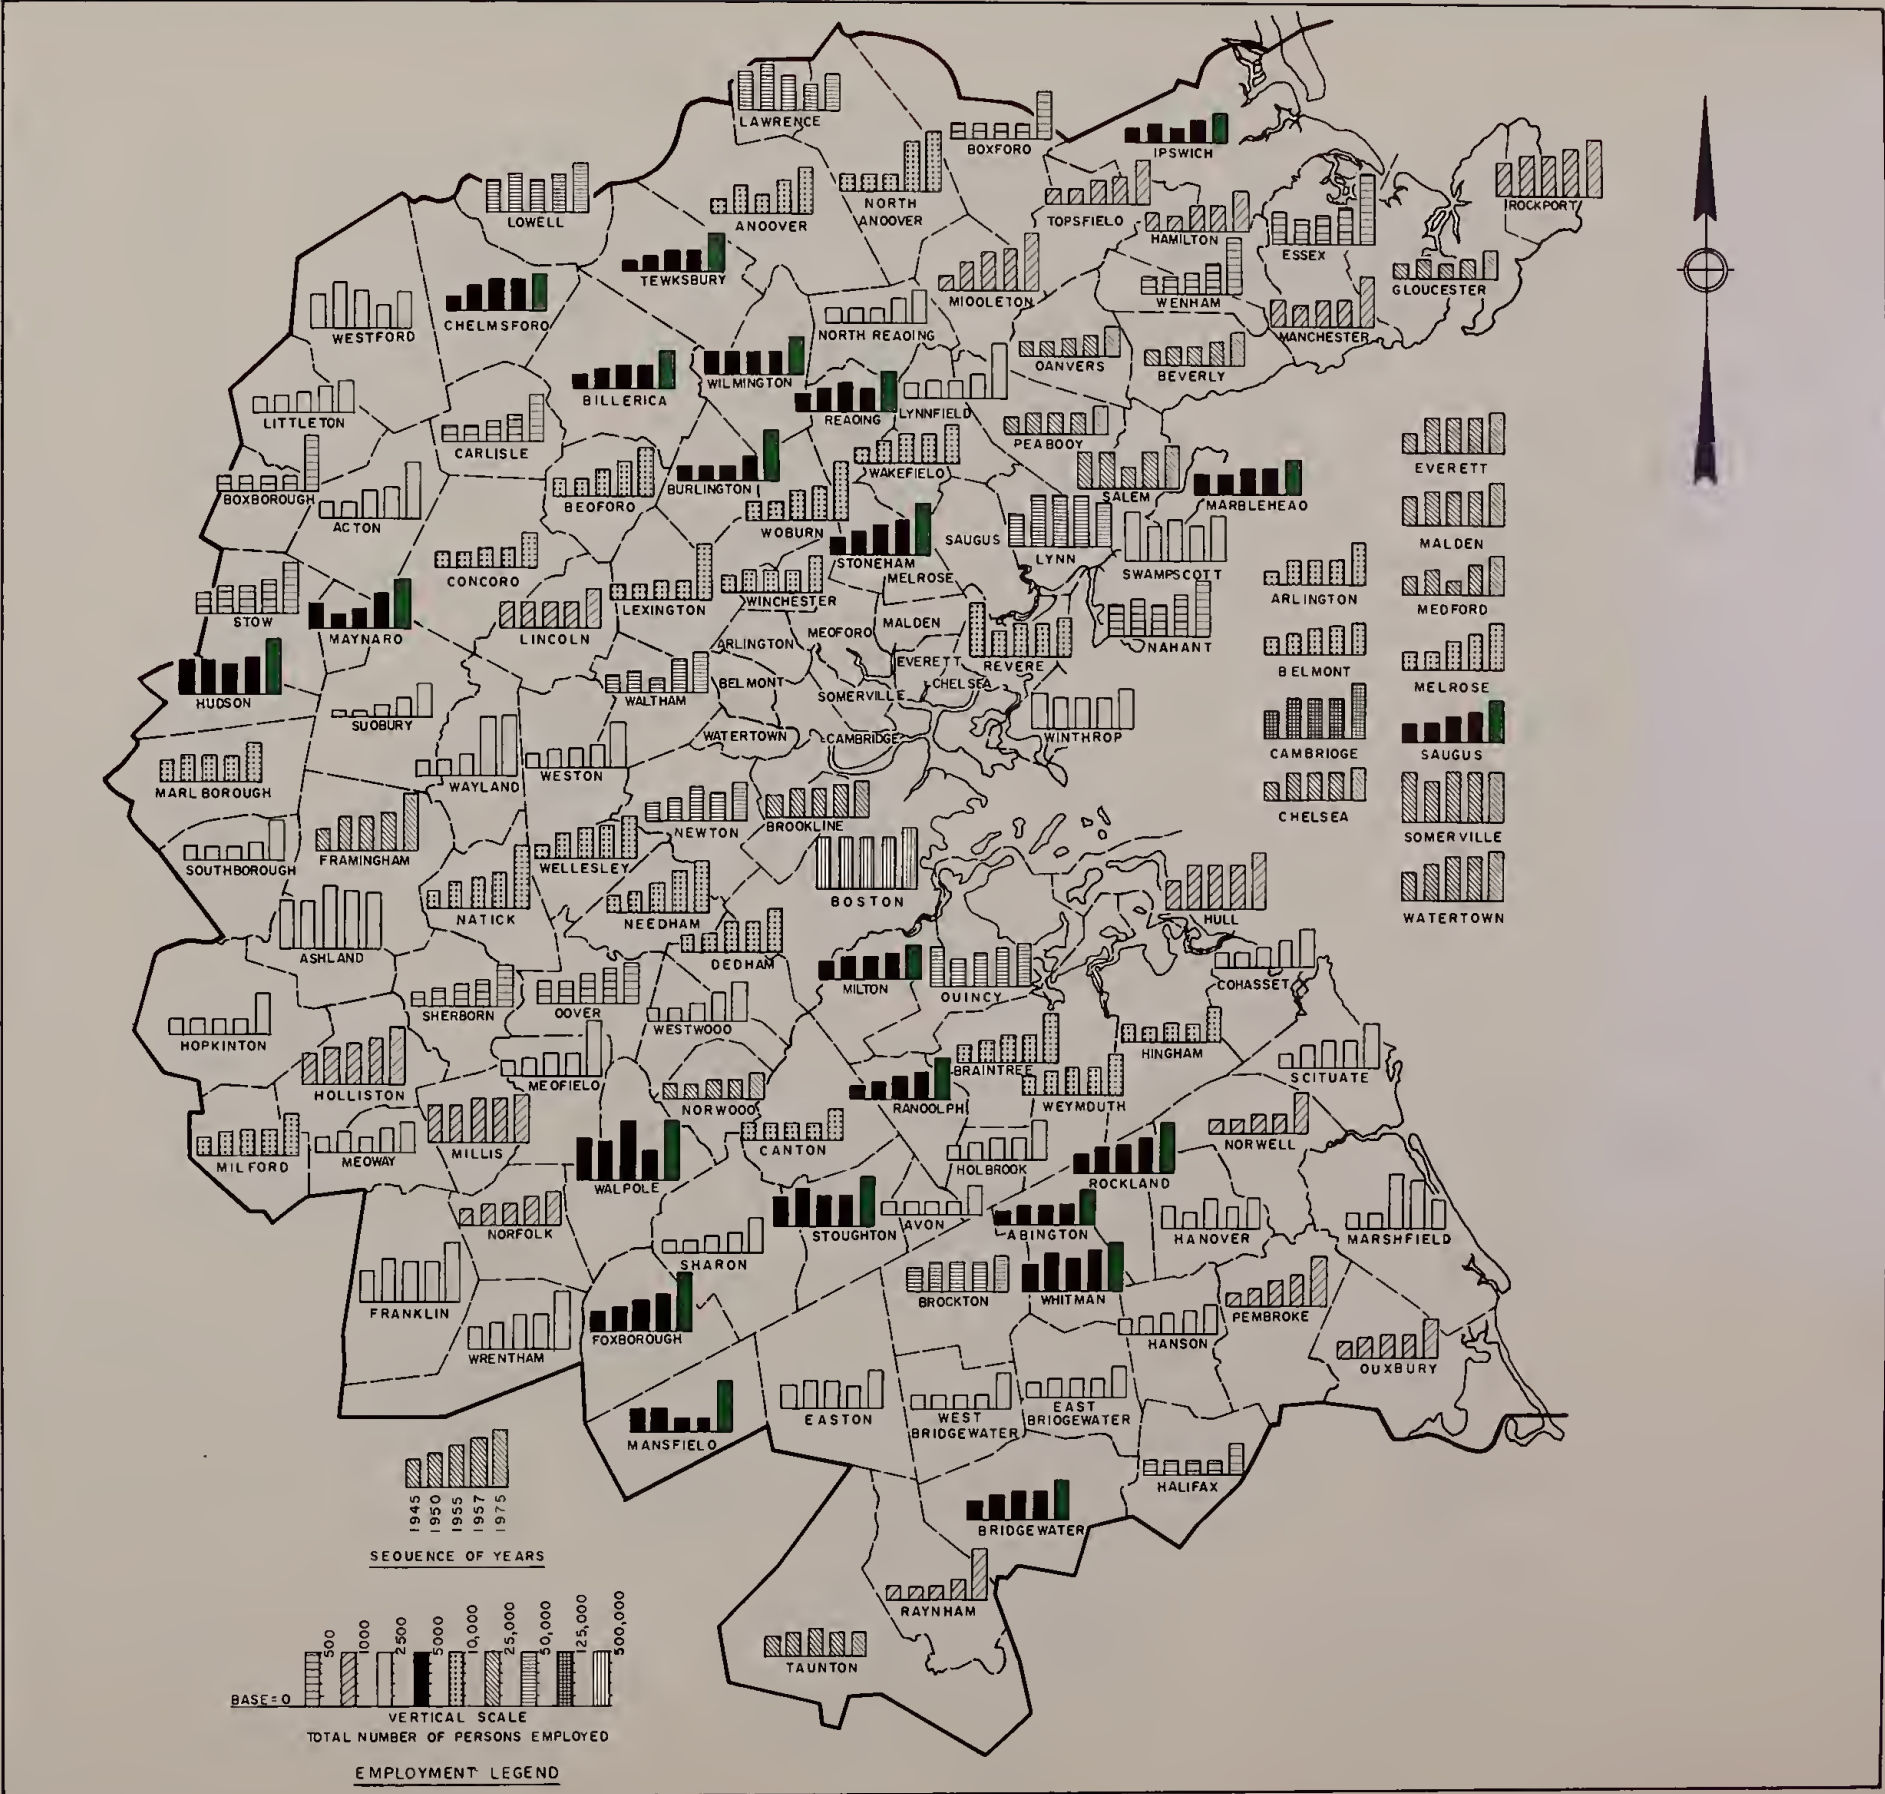 LAWRENCE
BOXFORO
IPSWICH
ROCKPORT
LOWELL
ANOOVER
NORTH
ANOOVER
TOPSFIELO
HAMILTON
ESSEX
TEWKSBURY
MIOOLETON
WENHAM
GLOUCESTER
WESTFORD
CHELMSFORO
NORTH REAOING
MANCHESTER
OANVERS
BEVERLY
WILMINGTON
BILLERICA
LITTLETON
REAOING
LYNNFIELD
CARLISLE
PEABOOY
WAKEFIELO
EVERETT
BOXBOROUGH
BURLINGTON
SALEM
MARBLEHEAO
BEOFORO
ACTON
WOBURN
SAUGUS
LYNN
MALDEN
STONEHAM
SWAMPSCOTT
CONCORO
MELROSE
ARLINGTON
STOW
LEXINGTON
WINCHESTER
MEDFORD
MAYNARO
LINCOLN
MEOFORO
MALDEN
NAHANT
ARLINGTON
EVERETT
REVERE
BELMONT
HUDSON
WALTHAM
BELMONT
SOMERVILLE
CHELSEA
MELROSE
SUOBURY
WATERTOWN
CAMBRIDGE
WINTHROP
CAMBRIOGE
SAUGUS
MARLBOROUGH
WAYLAND
WESTON
CHELSEA
NEWTON
BROOKLINE
SOMERVILLE
SOUTHBOROUGH
FRAMINGHAM
WELLESLEY
BOSTON
NATICK
NEEDHAM
HULL
WATERTOWN
ASHLAND
DEDHAM
MILTON
QUINCY
COHASSET
SHERBORN
OOVER
WESTWOOO
HOPKINTON
HINGHAM
HOLLISTON
MEOFIELO
BRAINTREE
SCITUATE
NORWOOO
RANOOLPH
WEYMOUTH
MILFORD
MEOWAY
MILLIS
CANTON
NORWELL
WALPOLE
HOLBROOK
ROCKLAND
NORFOLK
STOUGHTON
AVON
ABINGTON
HANOVER
MARSHFIELD
SHARON
FRANKLIN
BROCKTON
WHITMAN
PEMBROKE
WRENTHAM
FOXBOROUGH
HANSON
OUXBURY
EASTON
WEST
BRIDGEWATER
EAST
BRIDGEWATER
MANSFIELO
HALIFAX
BRIDGEWATER
RAYNHAM
TAUNTON
1945
1950
1955
1957
1975
SEQUENCE OF YEARS
500
1000
2500
5000
10,000
25,000
50,000
125,000
500,000
BASE=0
VERTICAL SCALE
TOTAL NUMBER OF PERSONS EMPLOYED
EMPLOYMENT LEGEND